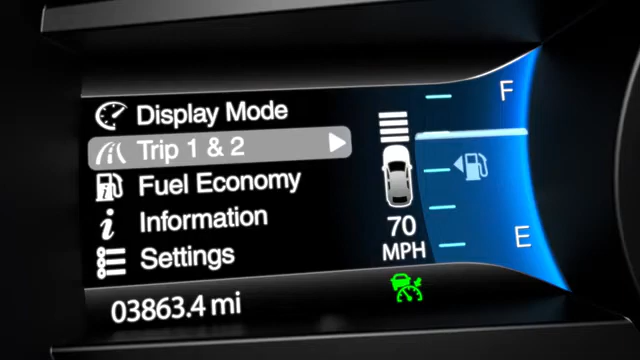 Display Mode
Trip 1 & 2
Fuel Economy
Information
Settings
03863.4 mi
70
MPH
F
E